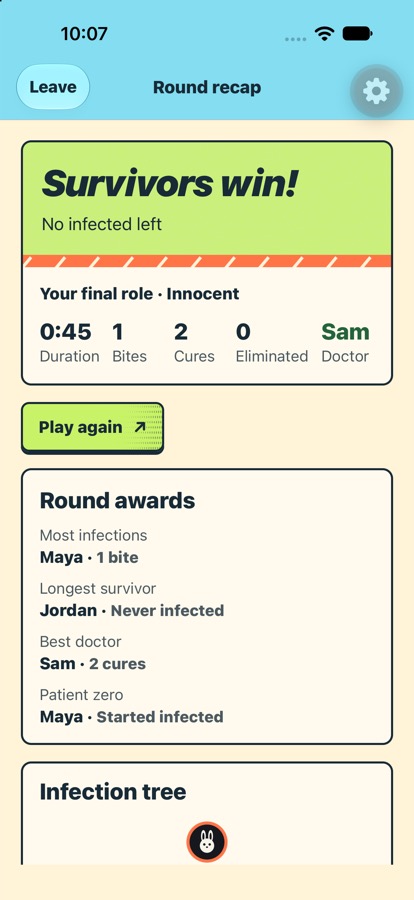 10:07
Leave
Round recap
Survivors win!
No infected left
Your final role · Innocent
0:45 1 2 0 Sam
Duration Bites Cures Eliminated Doctor
Play again
Round awards
Most infections
Maya · 1 bite
Longest survivor
Jordan · Never infected
Best doctor
Sam · 2 cures
Patient zero
Maya · Started infected
Infection tree